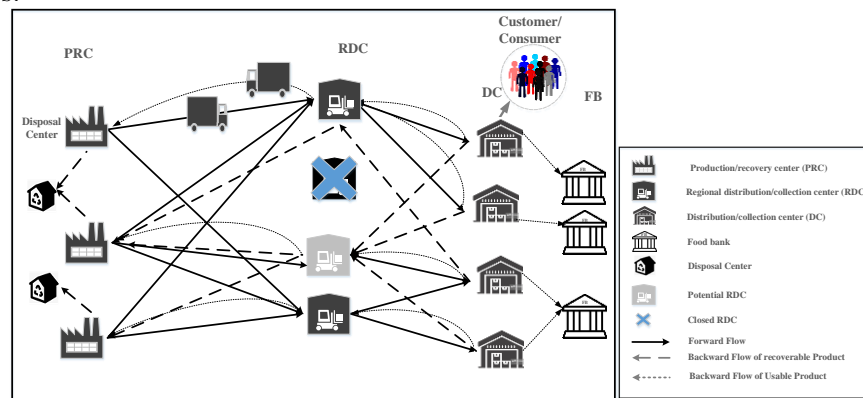 Customer/
Consumer
PRC
RDC
DC
FB
Disposal
Center
Production/recovery center (PRC)
Regional distribution/collection center (RDC
Distribution/collection center (DC)
Food bank
Disposal Center
Potential RDC
Closed RDC
Forward Flow
Backward Flow of recoverable Product
Backward Flow of Usable Product